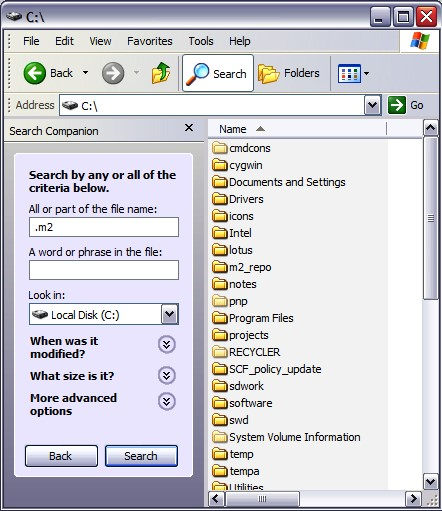 C:\
File Edit View Favorites Tools Help
Back Search Folders
Address C:\ Go
Search Companion
Search by any or all of the
criteria below.
All or part of the file name:
.m2
A word or phrase in the file:
Look in:
Local Disk (C:)
When was it
modified?
What size is it?
More advanced
options
Back Search
Name
cmdcons
cygwin
Documents and Settings
Drivers
icons
Intel
lotus
m2_repo
notes
pnp
Program Files
projects
RECYCLER
SCF_policy_update
sdwork
software
swd
System Volume Information
temp
tempa
Utilities